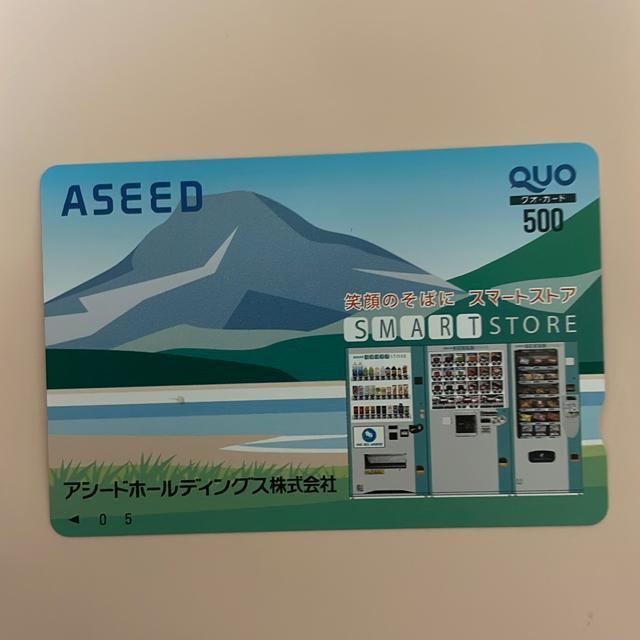 ASEED
QUO
クオ・カード
500
笑顔のそばに スマートストア
SMART STORE
アシードホールディングス株式会社
◀ 0 5